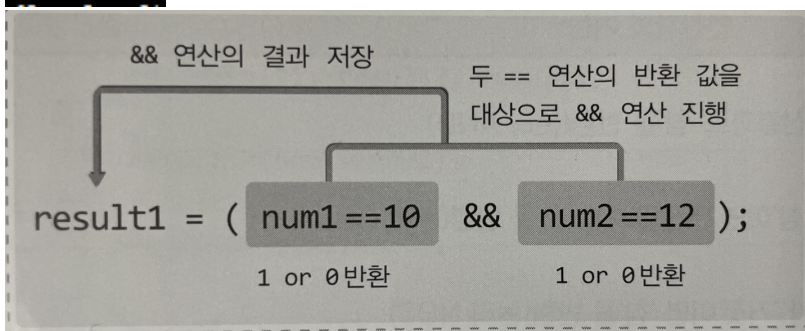 && 연산의 결과 저장
두 == 연산의 반환 값을
대상으로 && 연산 진행
result1 = ( num1==10 && num2==12 );
1 or 0반환 1 or 0반환